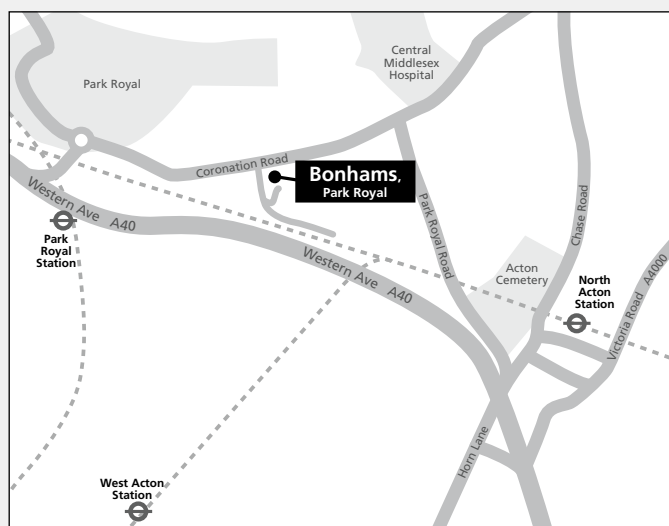 Central
Middlesex
Hospital
Park Royal
Coronation Road
Bonhams,
Park Royal
Western Ave A40
Park
Royal
Station
Park Royal Road
Chase Road
Western Ave A40
Acton
Cemetery
North
Acton
Station
Victoria Road A4000
Horn Lane
West Acton
Station